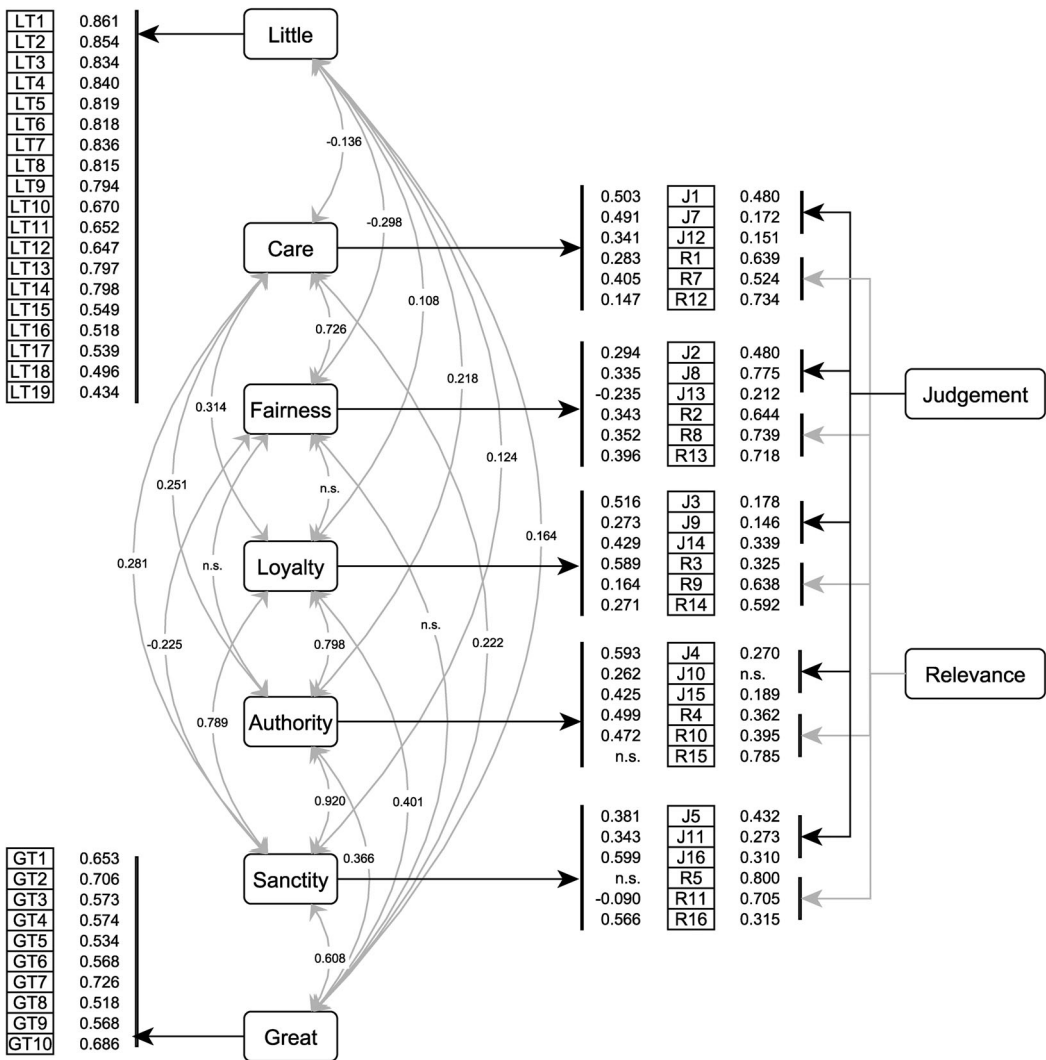 Little
LT1 0.861
LT2 0.854
LT3 0.834
LT4 0.840
LT5 0.819
LT6 0.818
LT7 0.836
LT8 0.815
LT9 0.794
LT10 0.670
LT11 0.652
LT12 0.647
LT13 0.797
LT14 0.798
LT15 0.549
LT16 0.518
LT17 0.539
LT18 0.496
LT19 0.434
-0.136
-0.298
0.108
0.218
0.124
0.164
Care
0.503 J1 0.480
0.491 J7 0.172
0.341 J12 0.151
0.283 R1 0.639
0.405 R7 0.524
0.147 R12 0.734
0.726
0.314
0.251
0.281
0.222
Fairness
0.294 J2 0.480
0.335 J8 0.775
-0.235 J13 0.212
0.343 R2 0.644
0.352 R8 0.739
0.396 R13 0.718
n.s.
n.s.
-0.225
n.s.
Loyalty
0.516 J3 0.178
0.273 J9 0.146
0.429 J14 0.339
0.589 R3 0.325
0.164 R9 0.638
0.271 R14 0.592
0.798
0.789
0.401
Authority
0.593 J4 0.270
0.262 J10 n.s.
0.425 J15 0.189
0.499 R4 0.362
0.472 R10 0.395
n.s. R15 0.785
0.920
0.366
Sanctity
0.381 J5 0.432
0.343 J11 0.273
0.599 J16 0.310
n.s. R5 0.800
-0.090 R11 0.705
0.566 R16 0.315
0.608
Great
GT1 0.653
GT2 0.706
GT3 0.573
GT4 0.574
GT5 0.534
GT6 0.568
GT7 0.726
GT8 0.518
GT9 0.568
GT10 0.686
Judgement
Relevance